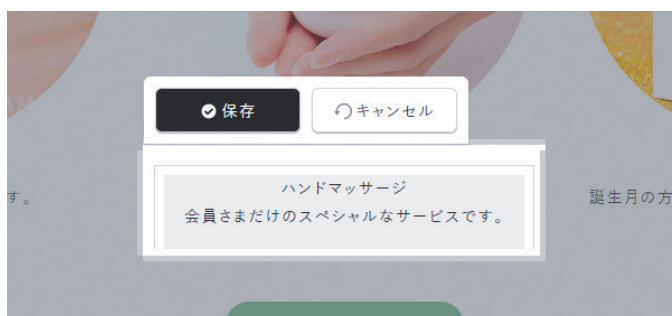 保存
キャンセル
ハンドマッサージ
す。
会員さまだけのスペシャルなサービスです。
誕生月の方